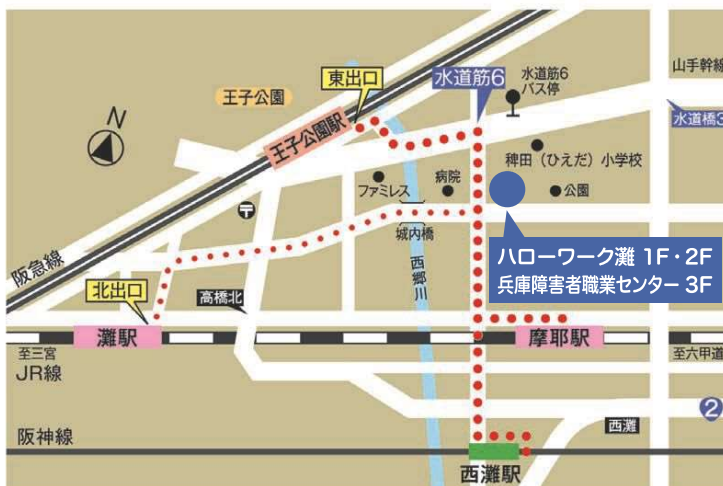 山手幹線
水道筋6
バス停
水道筋6
東出口
王子公園
水道橋3
N
王子公園駅
稗田（ひえだ）小学校
ファミレス
病院
公園
〒
城内橋
阪急線
西郷川
ハローワーク灘 1F・2F
兵庫障害者職業センター 3F
北出口
高橋北
灘駅
摩耶駅
至三宮
JR線
至六甲道
2
西灘
阪神線
西灘駅